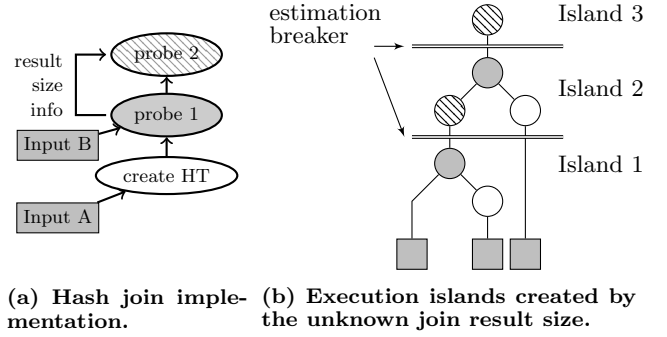 result
size
info
probe 2
probe 1
Input B
create HT
Input A
(a) Hash join imple-
mentation.
estimation
breaker
Island 3
Island 2
Island 1
(b) Execution islands created by
the unknown join result size.